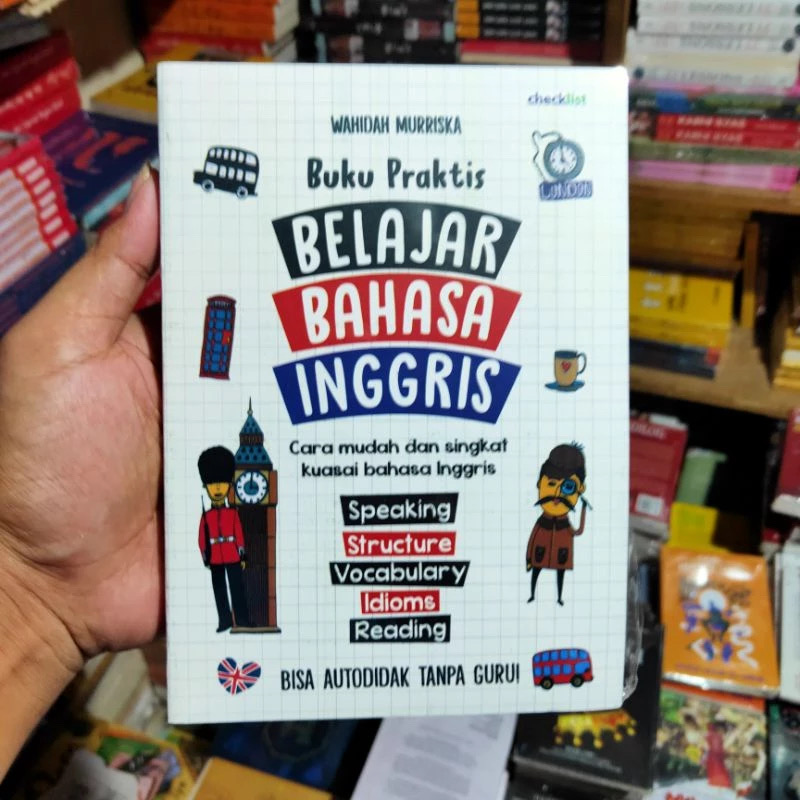 checklist
WAHIDAH MURRISKA
Buku Praktis
BELAJAR
BAHASA
INGGRIS
LONDON
Cara mudah dan singkat
kuasai bahasa Inggris
Speaking
Structure
Vocabulary
Idioms
Reading
BISA AUTODIDAK TANPA GURU!